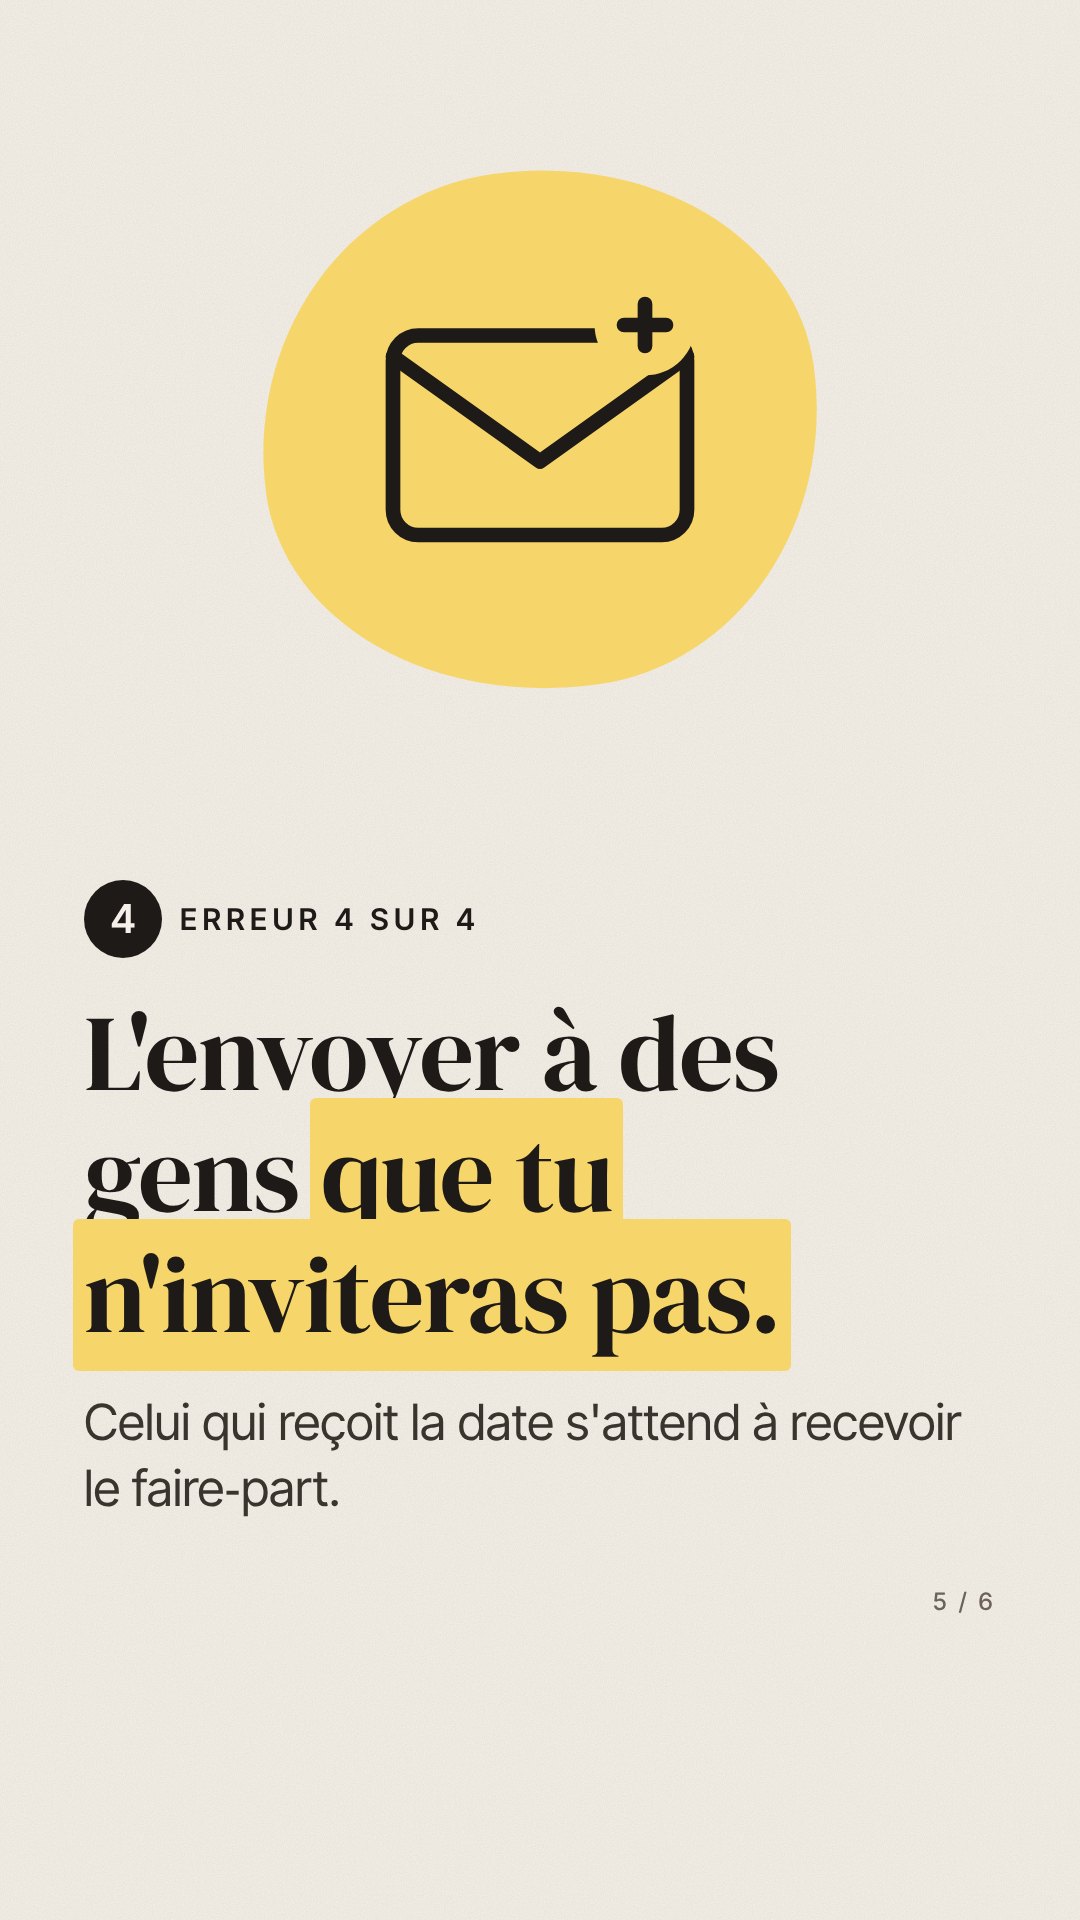 4 ERREUR 4 SUR 4
L'envoyer à des
gens que tu
n'inviteras pas.
Celui qui reçoit la date s'attend à recevoir
le faire-part.
5 / 6